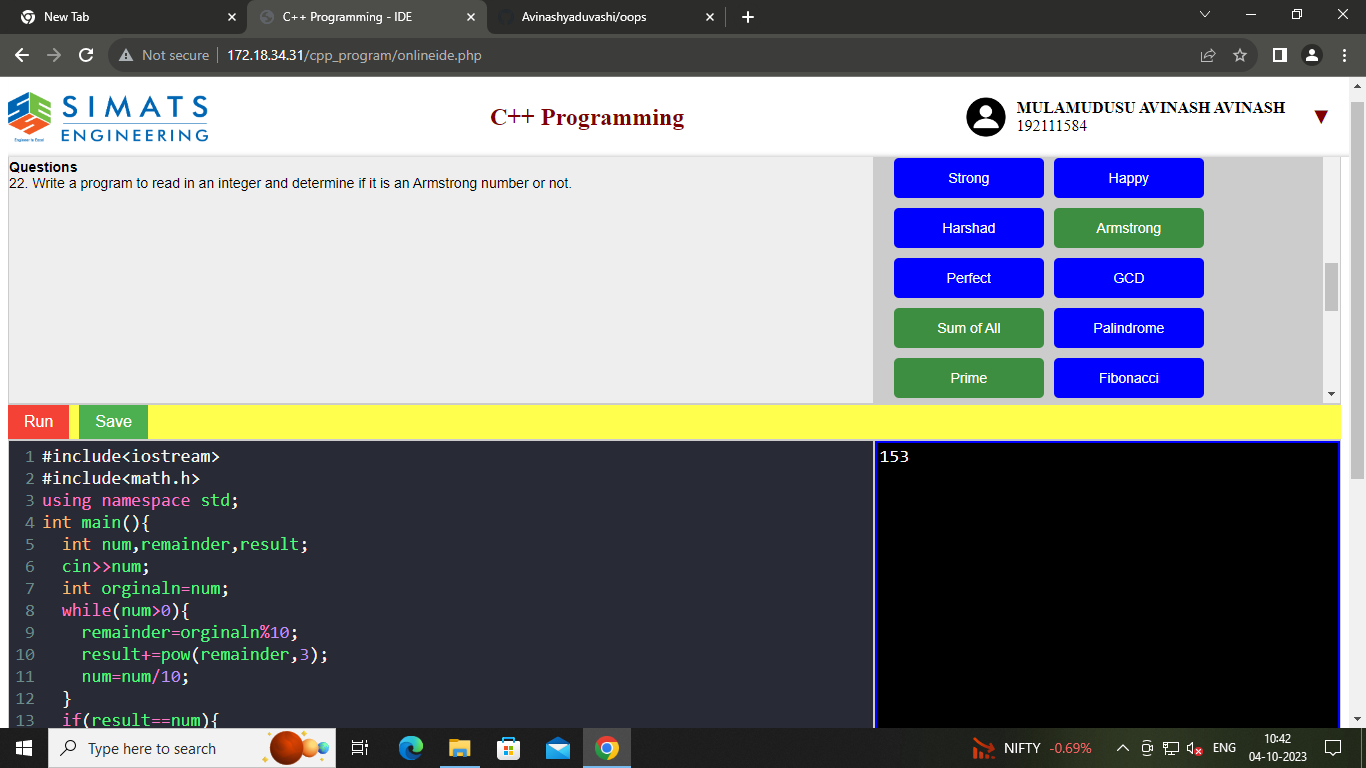 New Tab
C++ Programming - IDE
Avinashyaduvashi/oops
Not secure
172.18.34.31/cpp_program/onlineide.php
SIMATS
ENGINEERING
Engineer to Excel
C++ Programming
MULAMUDUSU AVINASH AVINASH
192111584
Questions
22. Write a program to read in an integer and determine if it is an Armstrong number or not.
Strong
Happy
Harshad
Armstrong
Perfect
GCD
Sum of All
Palindrome
Prime
Fibonacci
Run
Save
1 #include<iostream>
2 #include<math.h>
3 using namespace std;
4 int main(){
5 int num,remainder,result;
6 cin>>num;
7 int orginaln=num;
8 while(num>0){
9 remainder=orginaln%10;
10 result+=pow(remainder,3);
11 num=num/10;
12 }
13 if(result==num){
153
Type here to search
NIFTY -0.69%
ENG
10:42
04-10-2023